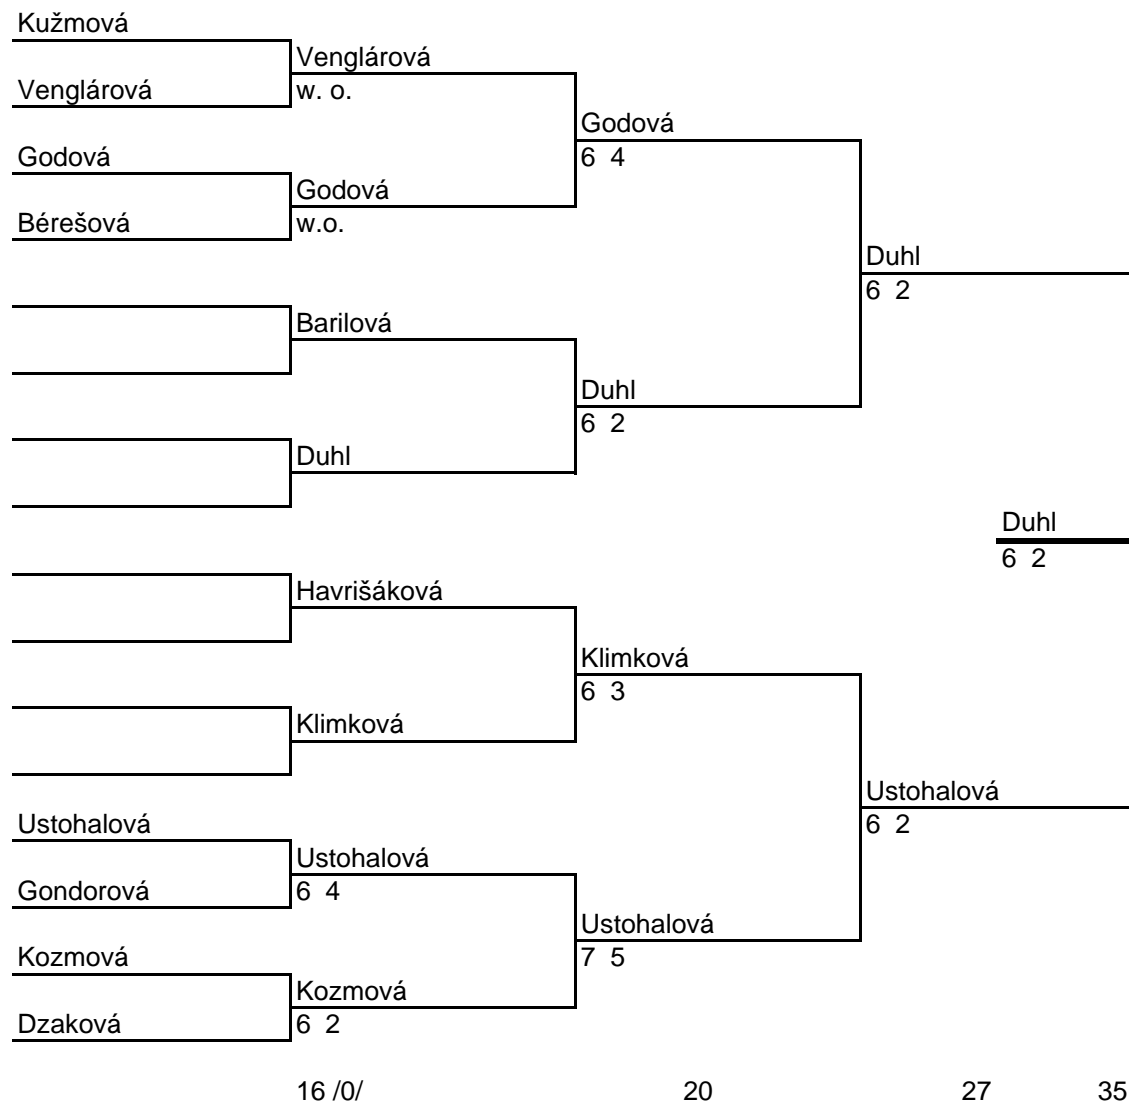 Kužmová
Venglárová
Venglárová
w. o.
Godová
6 4
Godová
Godová
Bérešová
w.o.
Duhl
6 2
Barilová
Duhl
6 2
Duhl
Duhl
6 2
Havrišáková
Klimková
6 3
Klimková
Ustohalová
6 2
Ustohalová
Ustohalová
Gondorová
6 4
Ustohalová
7 5
Kozmová
Kozmová
Dzaková
6 2
16 /0/ 20 27 35